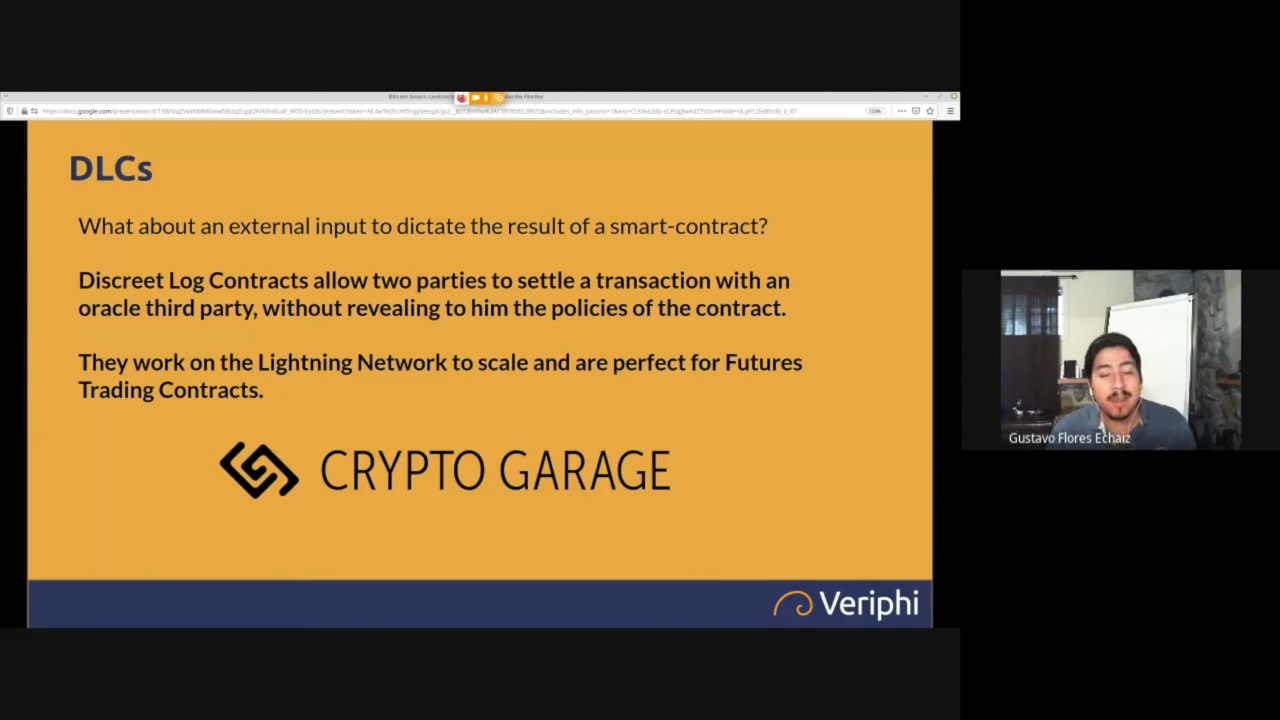 DLCs
What about an external input to dictate the result of a smart-contract?
Discreet Log Contracts allow two parties to settle a transaction with an
oracle third party, without revealing to him the policies of the contract.
They work on the Lightning Network to scale and are perfect for Futures
Trading Contracts.
CRYPTO GARAGE
Veriphi
Gustavo Flores Echaiz